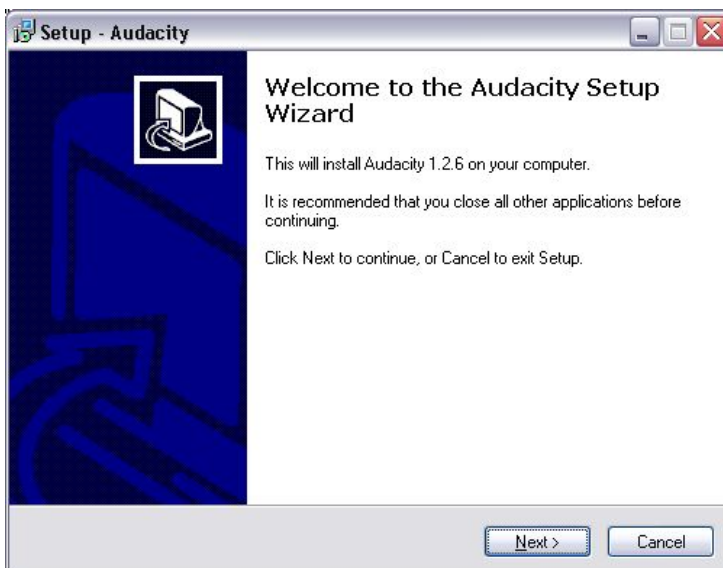 Setup - Audacity
Welcome to the Audacity Setup
Wizard
This will install Audacity 1.2.6 on your computer.
It is recommended that you close all other applications before
continuing.
Click Next to continue, or Cancel to exit Setup.
Next >
Cancel